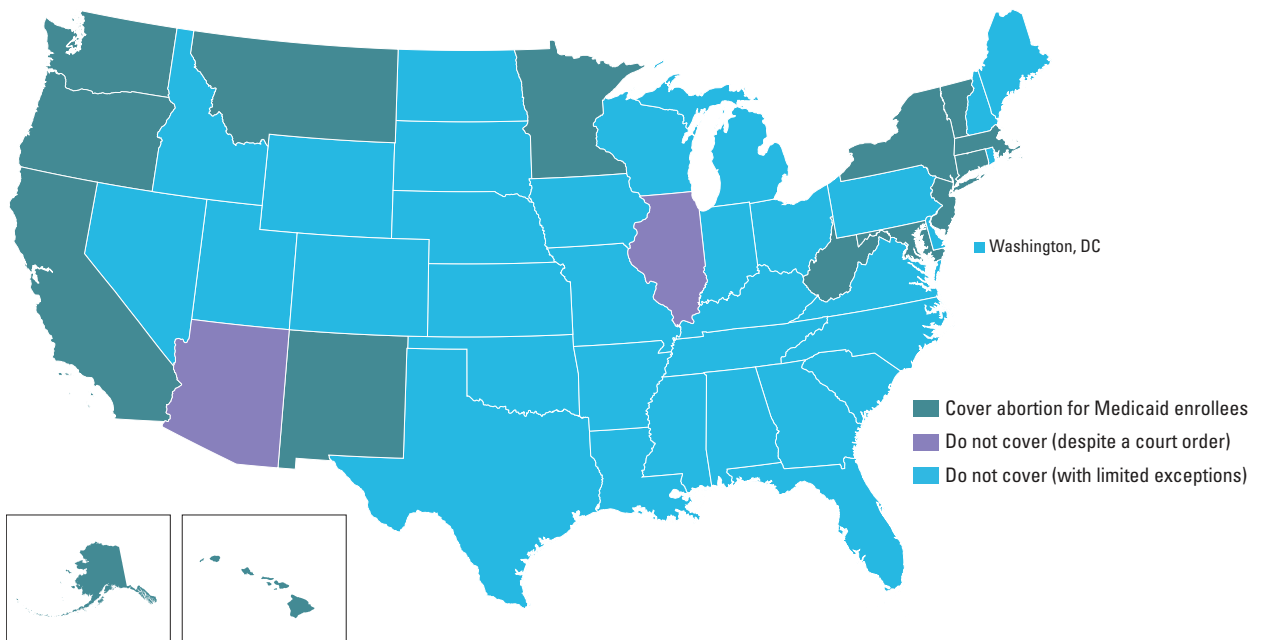 Washington, DC
Cover abortion for Medicaid enrollees
Do not cover (despite a court order)
Do not cover (with limited exceptions)